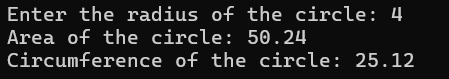 Enter the radius of the circle: 4
Area of the circle: 50.24
Circumference of the circle: 25.12